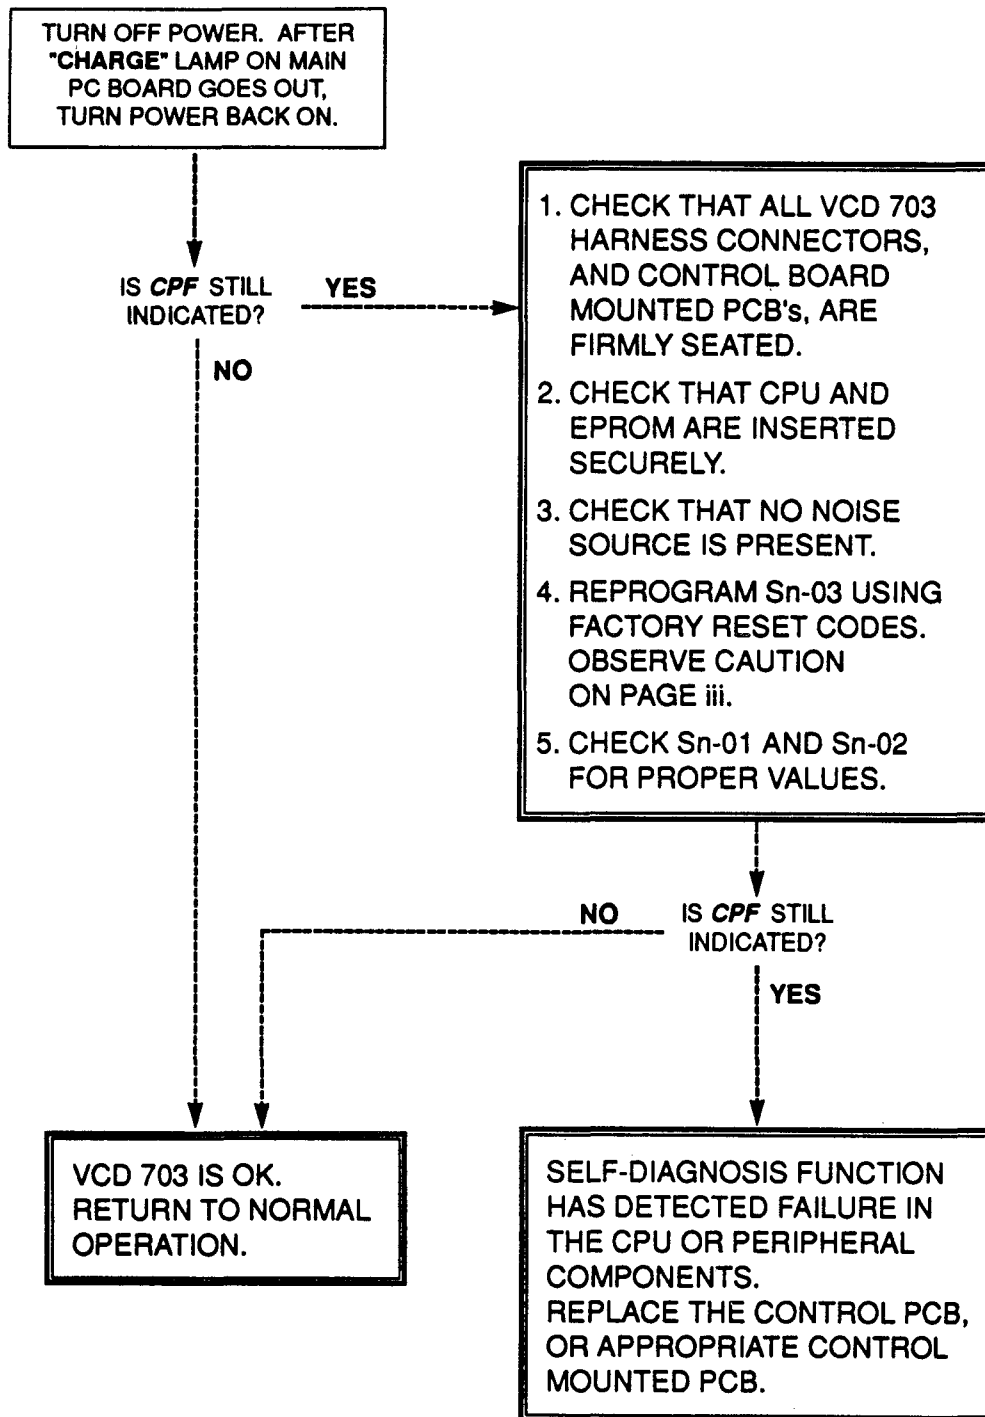 TURN OFF POWER. AFTER
"CHARGE" LAMP ON MAIN
PC BOARD GOES OUT,
TURN POWER BACK ON.
IS CPF STILL
INDICATED?
YES
NO
1. CHECK THAT ALL VCD 703
HARNESS CONNECTORS,
AND CONTROL BOARD
MOUNTED PCB's, ARE
FIRMLY SEATED.
2. CHECK THAT CPU AND
EPROM ARE INSERTED
SECURELY.
3. CHECK THAT NO NOISE
SOURCE IS PRESENT.
4. REPROGRAM Sn-03 USING
FACTORY RESET CODES.
OBSERVE CAUTION
ON PAGE iii.
5. CHECK Sn-01 AND Sn-02
FOR PROPER VALUES.
NO
IS CPF STILL
INDICATED?
YES
VCD 703 IS OK.
RETURN TO NORMAL
OPERATION.
SELF-DIAGNOSIS FUNCTION
HAS DETECTED FAILURE IN
THE CPU OR PERIPHERAL
COMPONENTS.
REPLACE THE CONTROL PCB,
OR APPROPRIATE CONTROL
MOUNTED PCB.